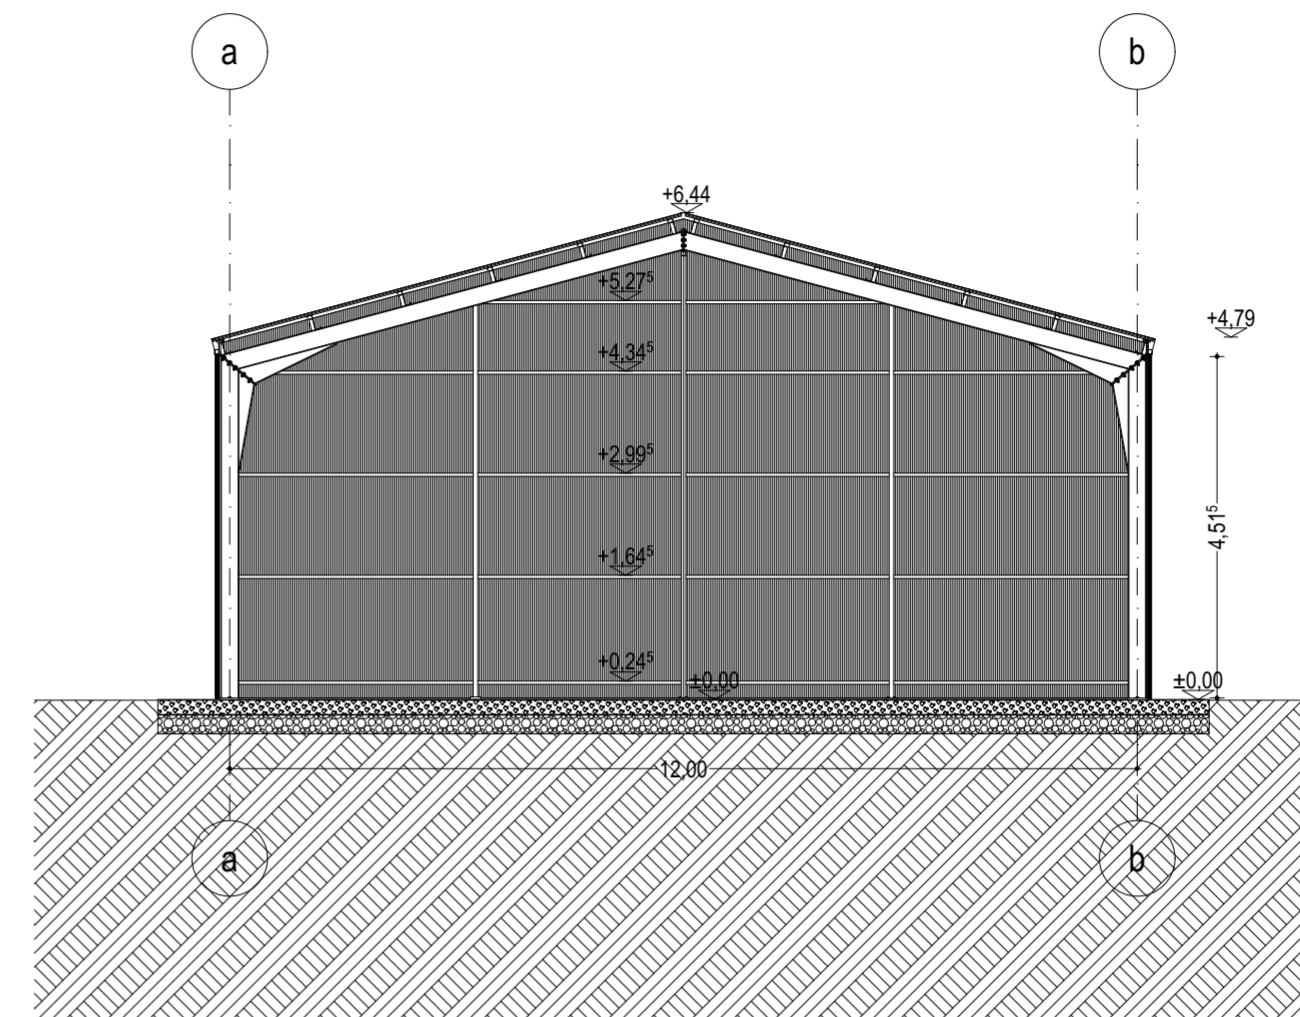 a
b
+6,44
+5,27⁵
+4,79
+4,34⁵
+2,99⁵
4,51⁵
+1,64⁵
+0,24⁵
±0,00
±0,00
12,00
a
b